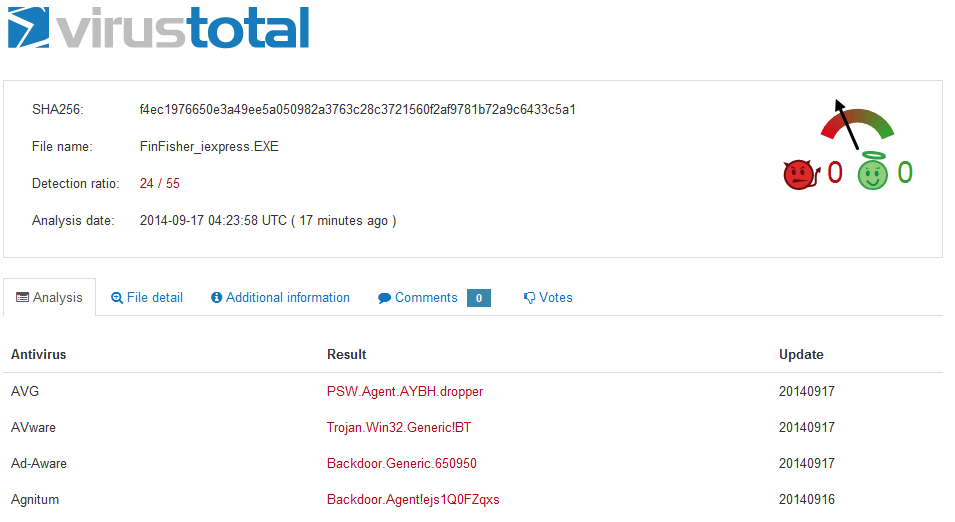 virustotal
SHA256: f4ec1976650e3a49ee5a050982a3763c28c3721560f2af9781b72a9c6433c5a1
File name: FinFisher_iexpress.EXE
Detection ratio: 24 / 55
0 0
Analysis date: 2014-09-17 04:23:58 UTC ( 17 minutes ago )
Analysis File detail Additional information Comments 0 Votes
Antivirus Result Update
AVG PSW.Agent.AYBH.dropper 20140917
AVware Trojan.Win32.Generic!BT 20140917
Ad-Aware Backdoor.Generic.650950 20140917
Agnitum Backdoor.Agent!ejs1Q0FZqxs 20140916